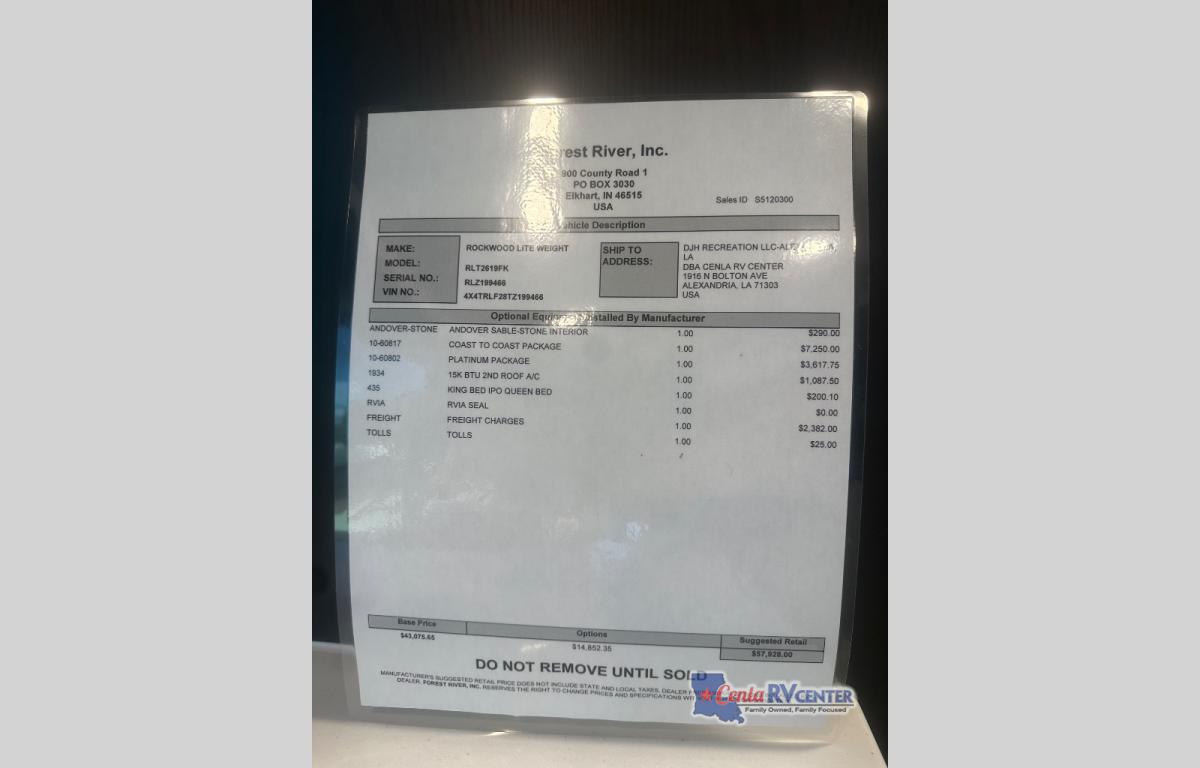 rest River, Inc.
900 County Road 1
PO BOX 3030
Elkhart, IN 46515
USA
Sales ID S5120300
Vehicle Description
MAKE: ROCKWOOD LITE WEIGHT
MODEL: RLT2619FK
SERIAL NO.: RLZ199466
VIN NO.: 4X4TRLF28TZ199466
SHIP TO
ADDRESS:
DJH RECREATION LLC-
LA
DBA CENLA RV CENTER
1916 N BOLTON AVE
ALEXANDRIA, LA 71303
USA
Optional Equipment Installed By Manufacturer
ANDOVER-STONE ANDOVER SABLE-STONE INTERIOR 1.00 $290.00
10-60817 COAST TO COAST PACKAGE 1.00 $7,250.00
10-60802 PLATINUM PACKAGE 1.00 $3,617.75
1934 15K BTU 2ND ROOF A/C 1.00 $1,087.50
435 KING BED IPO QUEEN BED 1.00 $200.10
RVIA RVIA SEAL 1.00 $0.00
FREIGHT FREIGHT CHARGES 1.00 $2,382.00
TOLLS TOLLS 1.00 $25.00
Base Price Options Suggested Retail
$43,075.65 $14,852.35 $57,928.00
DO NOT REMOVE UNTIL SOLD
MANUFACTURER'S SUGGESTED RETAIL PRICE DOES NOT INCLUDE STATE AND LOCAL TAXES, DEALER
DEALER. FOREST RIVER, INC. RESERVES THE RIGHT TO CHANGE PRICES AND SPECIFICATIONS
Cenla RV CENTER
Family Owned, Family Focused